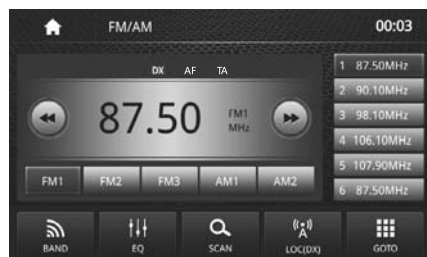 FM/AM 00:03
DX AF TA
87.50 FM1 MHz
FM1 FM2 FM3 AM1 AM2
1 87.50MHz
2 90.10MHz
3 98.10MHz
4 106.10MHz
5 107.90MHz
6 87.50MHz
BAND EQ SCAN LOC(DX) GOTO